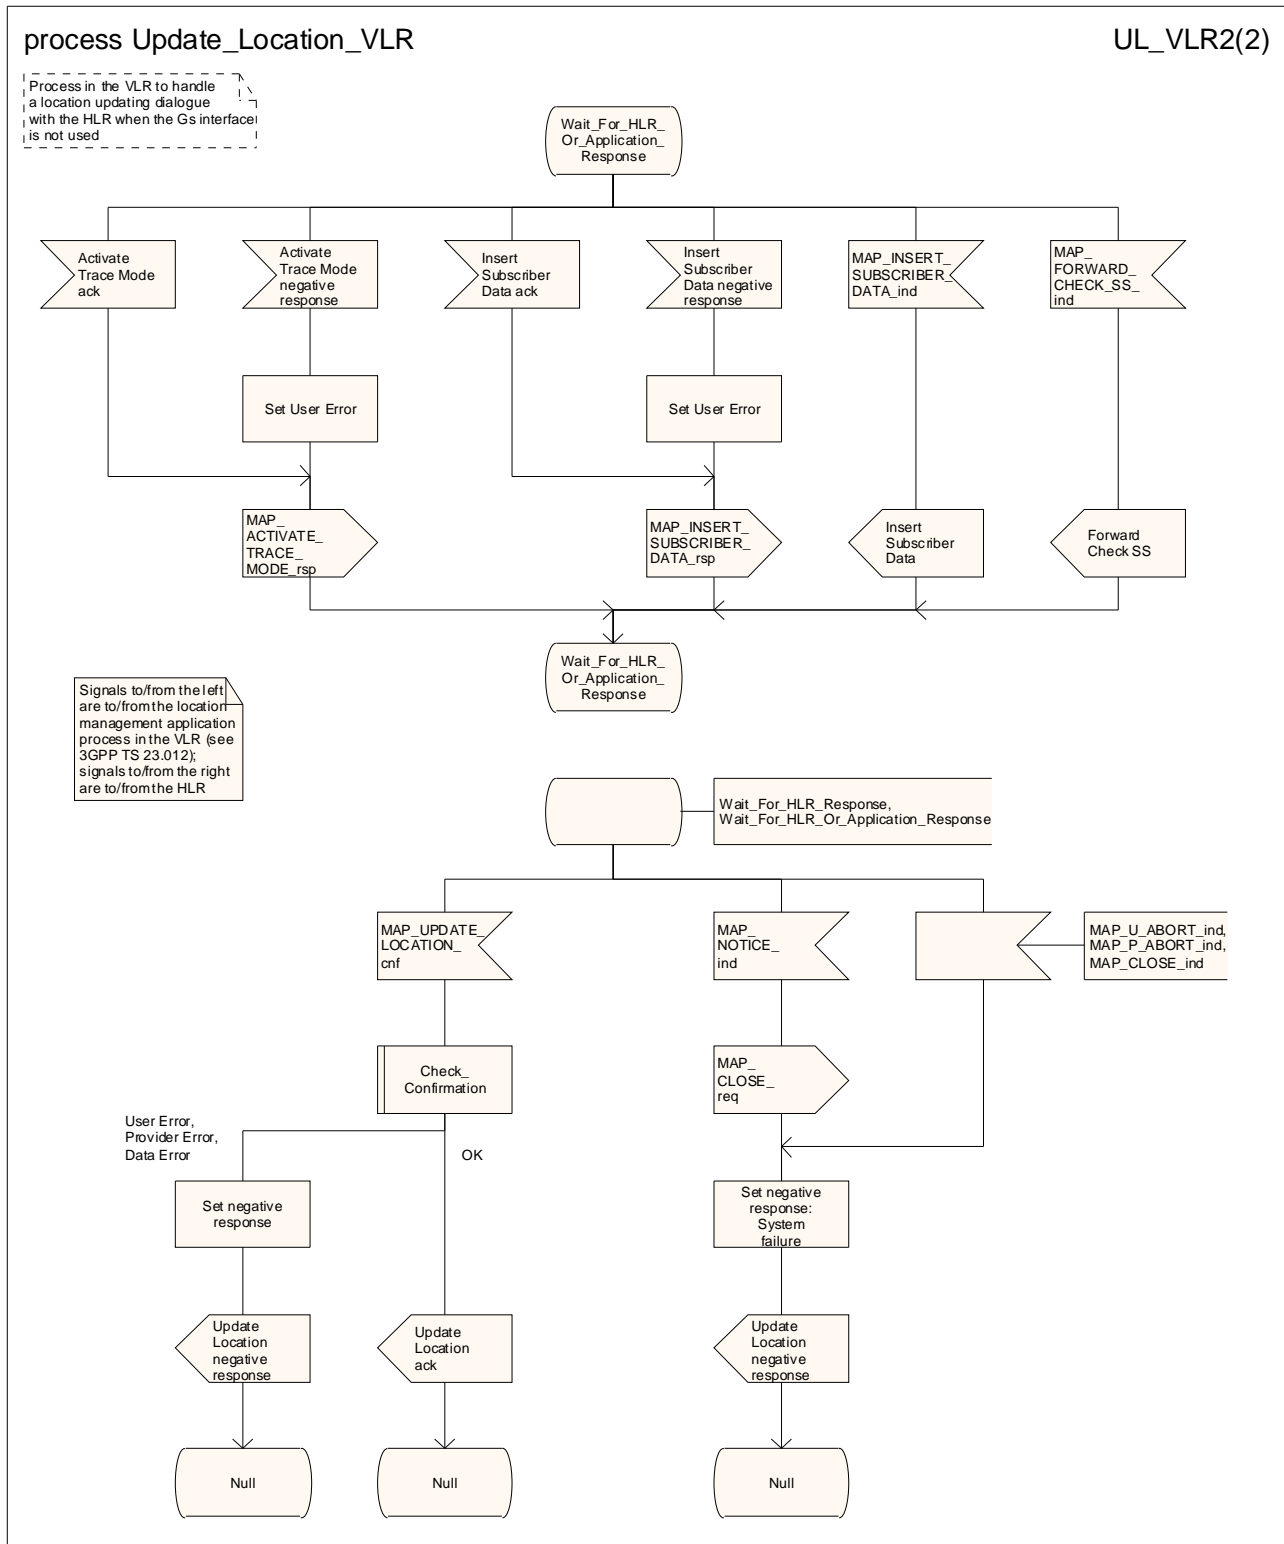 process Update_Location_VLR
UL_VLR2(2)
Process in the VLR to handle
a location updating dialogue
with the HLR when the Gs interface
is not used
Wait_For_HLR_
Or_Application_
Response
Activate
Trace Mode
ack
Activate
Trace Mode
negative
response
Insert
Subscriber
Data ack
Insert
Subscriber
Data negative
response
MAP_INSERT_
SUBSCRIBER_
DATA_ind
MAP_
FORWARD_
CHECK_SS_
ind
Set User Error
Set User Error
MAP_
ACTIVATE_
TRACE_
MODE_rsp
MAP_INSERT_
SUBSCRIBER_
DATA_rsp
Insert
Subscriber
Data
Forward
Check SS
Wait_For_HLR_
Or_Application_
Response
Signals to/from the left
are to/from the location
management application
process in the VLR (see
3GPP TS 23.012);
signals to/from the right
are to/from the HLR
Wait_For_HLR_Response,
Wait_For_HLR_Or_Application_Response
MAP_UPDATE_
LOCATION_
cnf
MAP_
NOTICE_
ind
MAP_U_ABORT_ind,
MAP_P_ABORT_ind,
MAP_CLOSE_ind
Check_
Confirmation
MAP_
CLOSE_
req
User Error,
Provider Error,
Data Error
OK
Set negative
response
Set negative
response:
System
failure
Update
Location
negative
response
Update
Location
ack
Update
Location
negative
response
Null
Null
Null